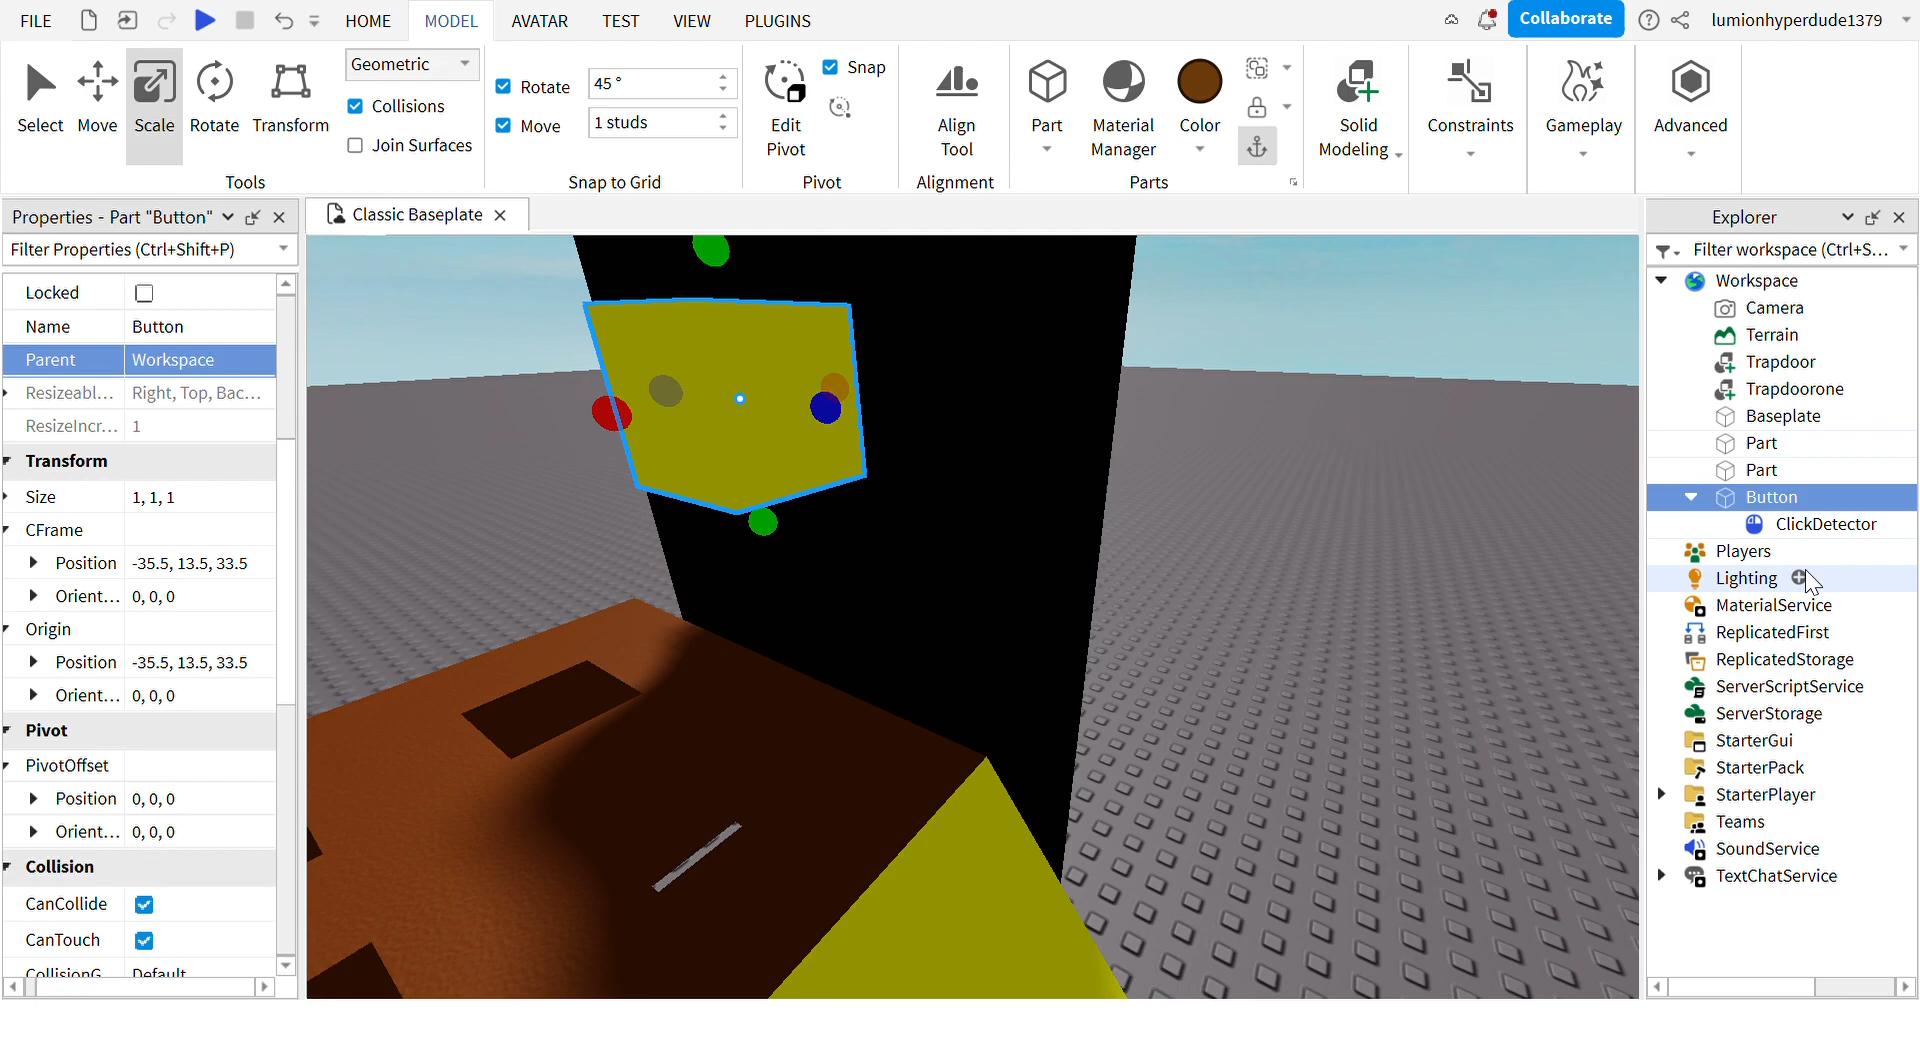 FILE HOME MODEL AVATAR TEST VIEW PLUGINS Collaborate lumionhyperdude1379
Select Move Scale Rotate Transform
Geometric
Collisions
Join Surfaces
Tools
Rotate 45 °
Move 1 studs
Snap to Grid
Edit Pivot
Snap
Pivot
Align Tool
Alignment
Part
Material Manager
Color
Parts
Solid Modeling
Constraints
Gameplay
Advanced
Properties - Part "Button"
Filter Properties (Ctrl+Shift+P)
Locked
Name Button
Parent Workspace
Resizeabl... Right, Top, Bac...
ResizeIncr... 1
Transform
Size 1, 1, 1
CFrame
Position -35.5, 13.5, 33.5
Orient... 0, 0, 0
Origin
Position -35.5, 13.5, 33.5
Orient... 0, 0, 0
Pivot
PivotOffset
Position 0, 0, 0
Orient... 0, 0, 0
Collision
CanCollide
CanTouch
CollisionG Default
Classic Baseplate
Explorer
Filter workspace (Ctrl+S...
Workspace
Camera
Terrain
Trapdoor
Trapdoorone
Baseplate
Part
Part
Button
ClickDetector
Players
Lighting
MaterialService
ReplicatedFirst
ReplicatedStorage
ServerScriptService
ServerStorage
StarterGui
StarterPack
StarterPlayer
Teams
SoundService
TextChatService